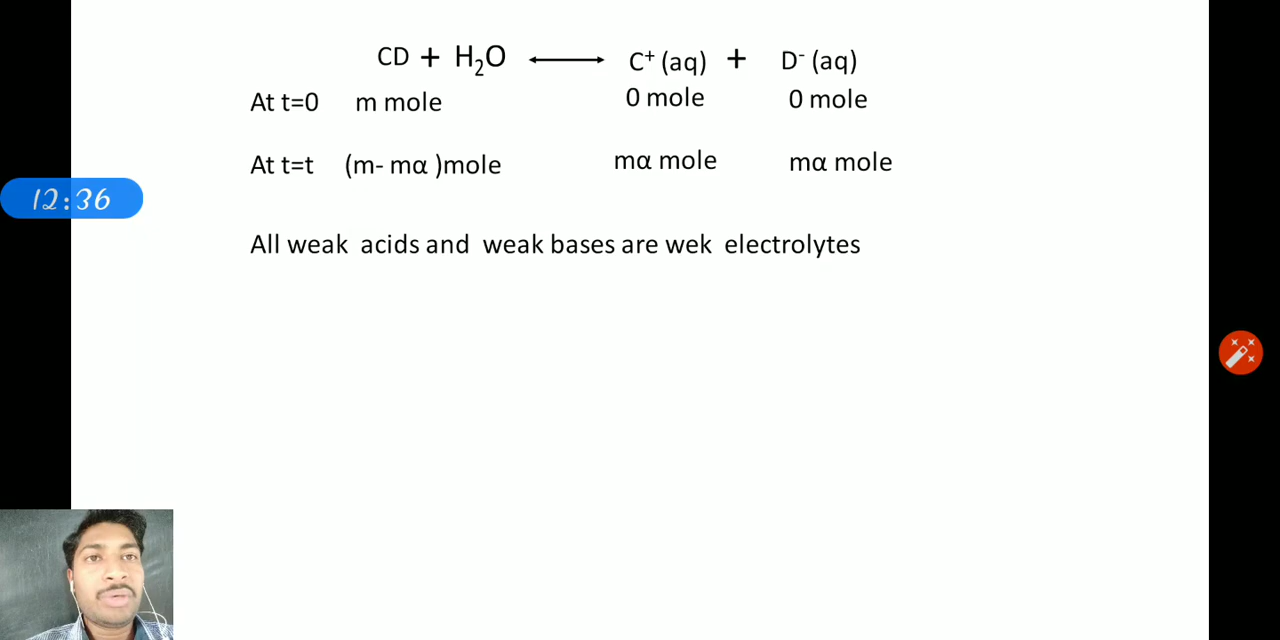 CD + H₂O ⟷ C⁺ (aq) + D⁻ (aq)
At t=0 m mole 0 mole 0 mole
At t=t (m- mα )mole mα mole mα mole
12:36
All weak acids and weak bases are wek electrolytes